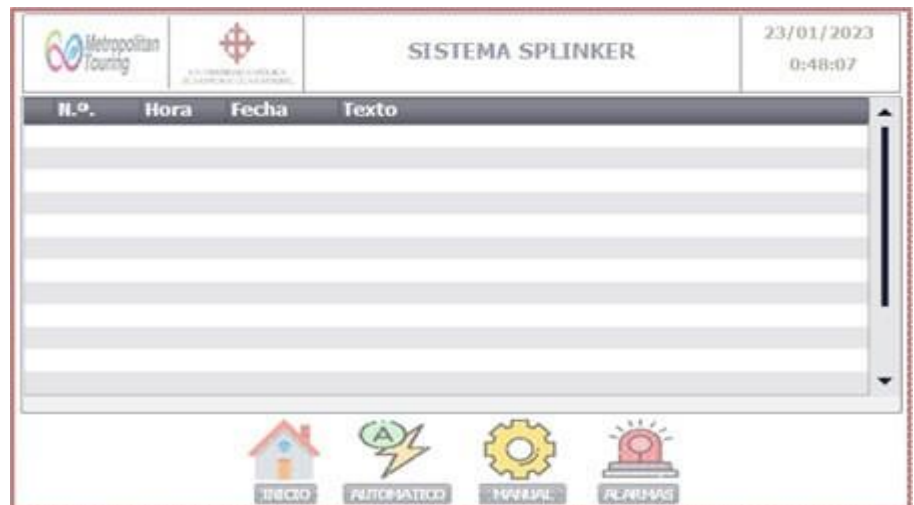 Metropolitan
Touring
SISTEMA SPLINKER
23/01/2023
0:48:07
N.º. Hora Fecha Texto
A
INICIO
AUTOMATICO
MANUAL
ALARMAS